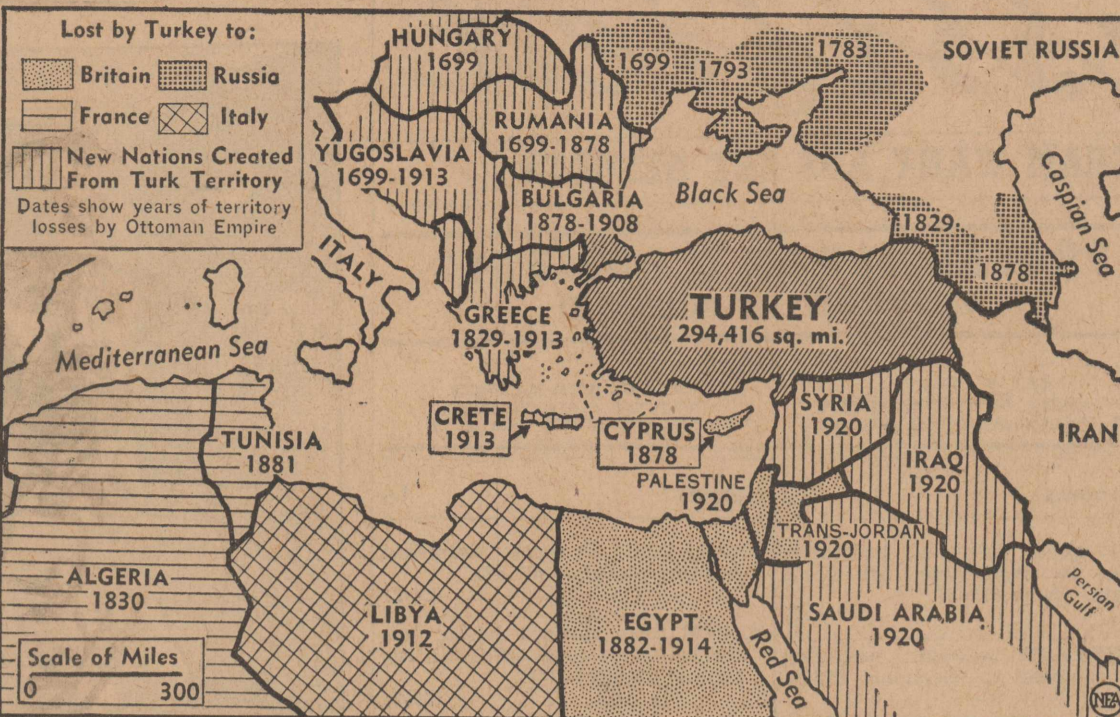 Lost by Turkey to:
Britain
Russia
France
Italy
New Nations Created
From Turk Territory
Dates show years of territory
losses by Ottoman Empire
HUNGARY
1699
1699
1793
1783
SOVIET RUSSIA
RUMANIA
1699-1878
YUGOSLAVIA
1699-1913
BULGARIA
1878-1908
Black Sea
Caspian Sea
1829
1878
ITALY
GREECE
1829-1913
TURKEY
294,416 sq. mi.
Mediterranean Sea
CRETE
1913
CYPRUS
1878
SYRIA
1920
IRAN
IRAQ
1920
TUNISIA
1881
PALESTINE
1920
TRANS-JORDAN
1920
ALGERIA
1830
LIBYA
1912
EGYPT
1882-1914
Red Sea
SAUDI ARABIA
1920
Persian
Gulf
Scale of Miles
0 300
NEA